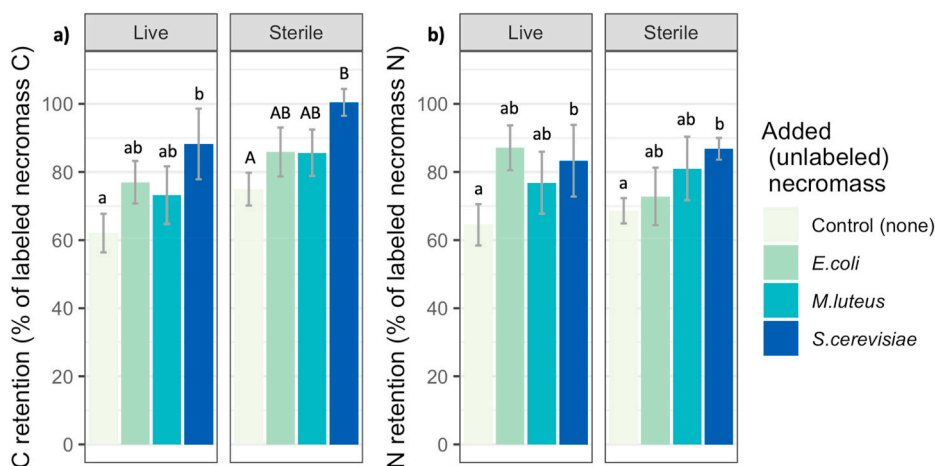 a)
C retention (% of labeled necromass C)
Live
Sterile
100
80
60
40
20
0
a
ab
ab
b
A
AB
AB
B
b)
N retention (% of labeled necromass N)
Live
Sterile
100
80
60
40
20
0
a
ab
ab
b
a
ab
ab
b
Added
(unlabeled)
necromass
Control (none)
E.coli
M.luteus
S.cerevisiae